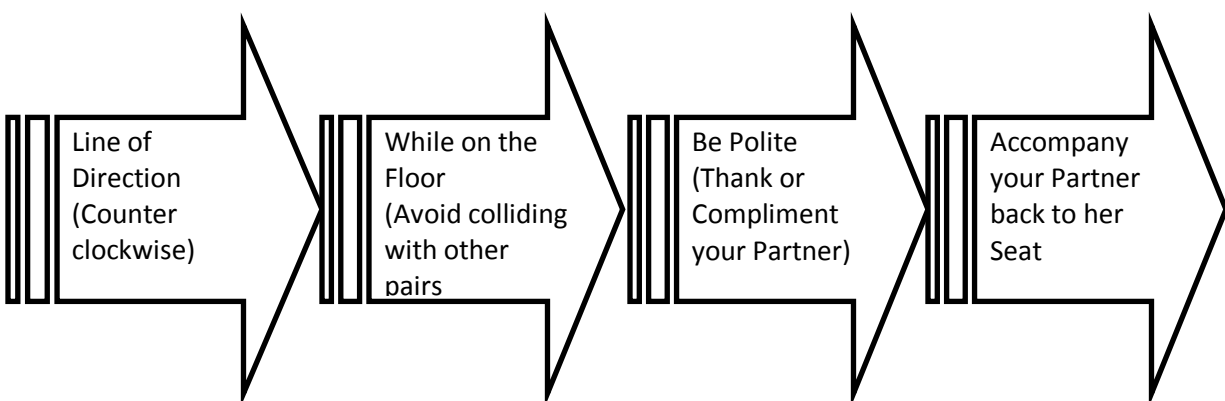 Line of
Direction
(Counter
clockwise)
While on the
Floor
(Avoid colliding
with other
pairs
Be Polite
(Thank or
Compliment
your Partner)
Accompany
your Partner
back to her
Seat